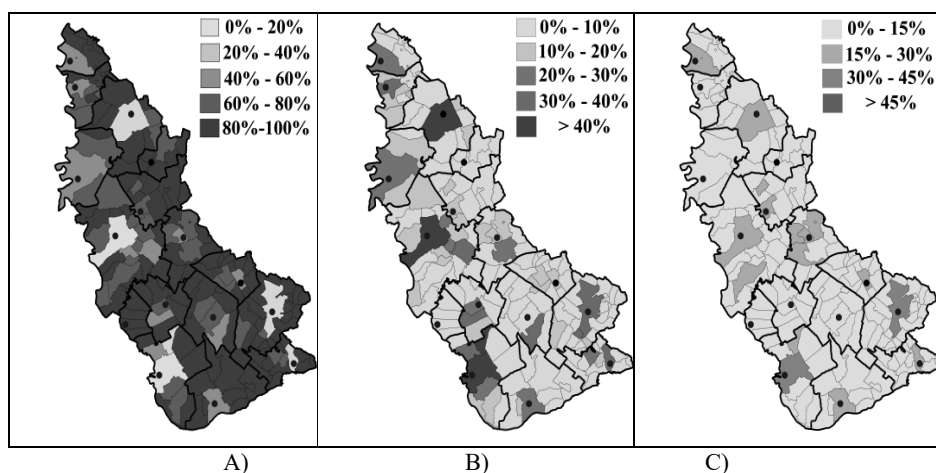 0% - 20%
20% - 40%
40% - 60%
60% - 80%
80%-100%
0% - 10%
10% - 20%
20% - 30%
30% - 40%
> 40%
0% - 15%
15% - 30%
30% - 45%
> 45%
A)
B)
C)